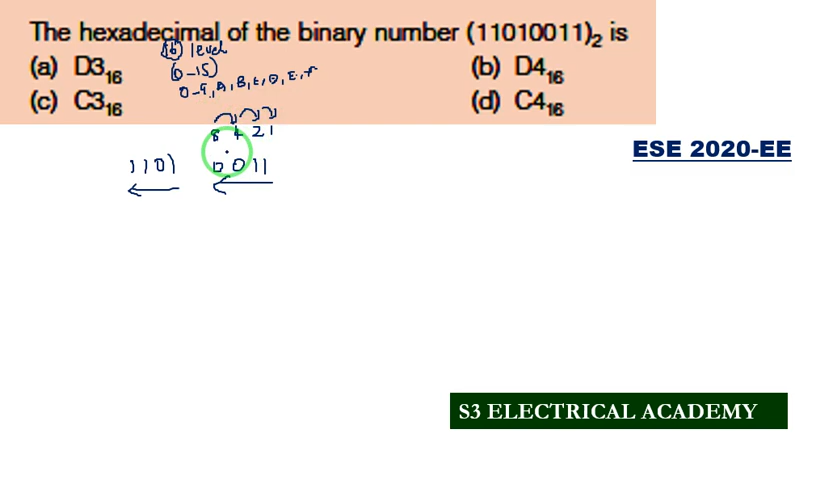 The hexadecimal of the binary number (11010011)₂ is
(a) D3₁₆
(b) D4₁₆
(c) C3₁₆
(d) C4₁₆
16 level
(0-15)
0-9, A, B, C, D, E, F
8 4 2 1
1101 0011
ESE 2020-EE
S3 ELECTRICAL ACADEMY